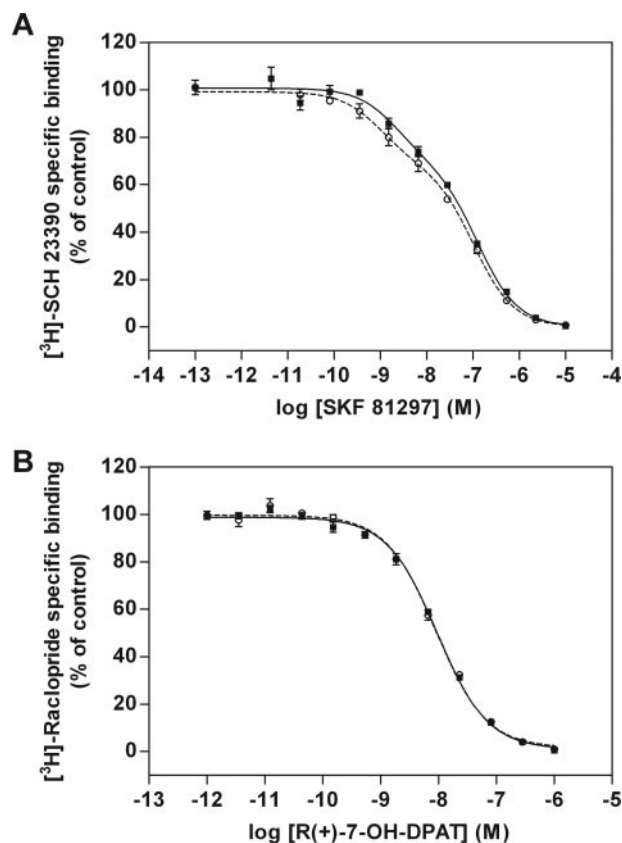 A
120
100
80
60
40
20
0
[³H]-SCH 23390 specific binding
(% of control)
-14 -13 -12 -11 -10 -9 -8 -7 -6 -5 -4
log [SKF 81297] (M)
B
120
100
80
60
40
20
0
[³H]-Raclopride specific binding
(% of control)
-13 -12 -11 -10 -9 -8 -7 -6 -5
log [R(+)-7-OH-DPAT] (M)